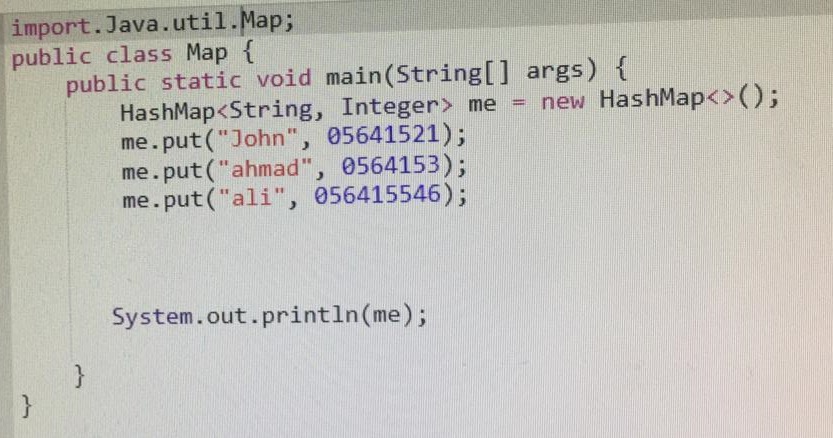 import.Java.util.Map;
public class Map {
public static void main(String[] args) {
HashMap<String, Integer> me = new HashMap<>();
me.put("John", 05641521);
me.put("ahmad", 0564153);
me.put("ali", 056415546);
System.out.println(me);
}
}